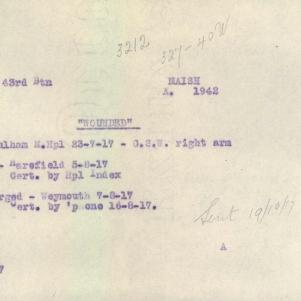 3212
327-40W
43rd Btn
NAISH
A. 1942
"WOUNDED"
ulham M.Hpl 23-7-17 - G.S.W. right arm
- Harefield 5-8-17
Cert. by Hpl Index
rged - Weymouth 7-8-17
Cert. by 'phone 16-8-17.
Sent 19/10/17
A
7